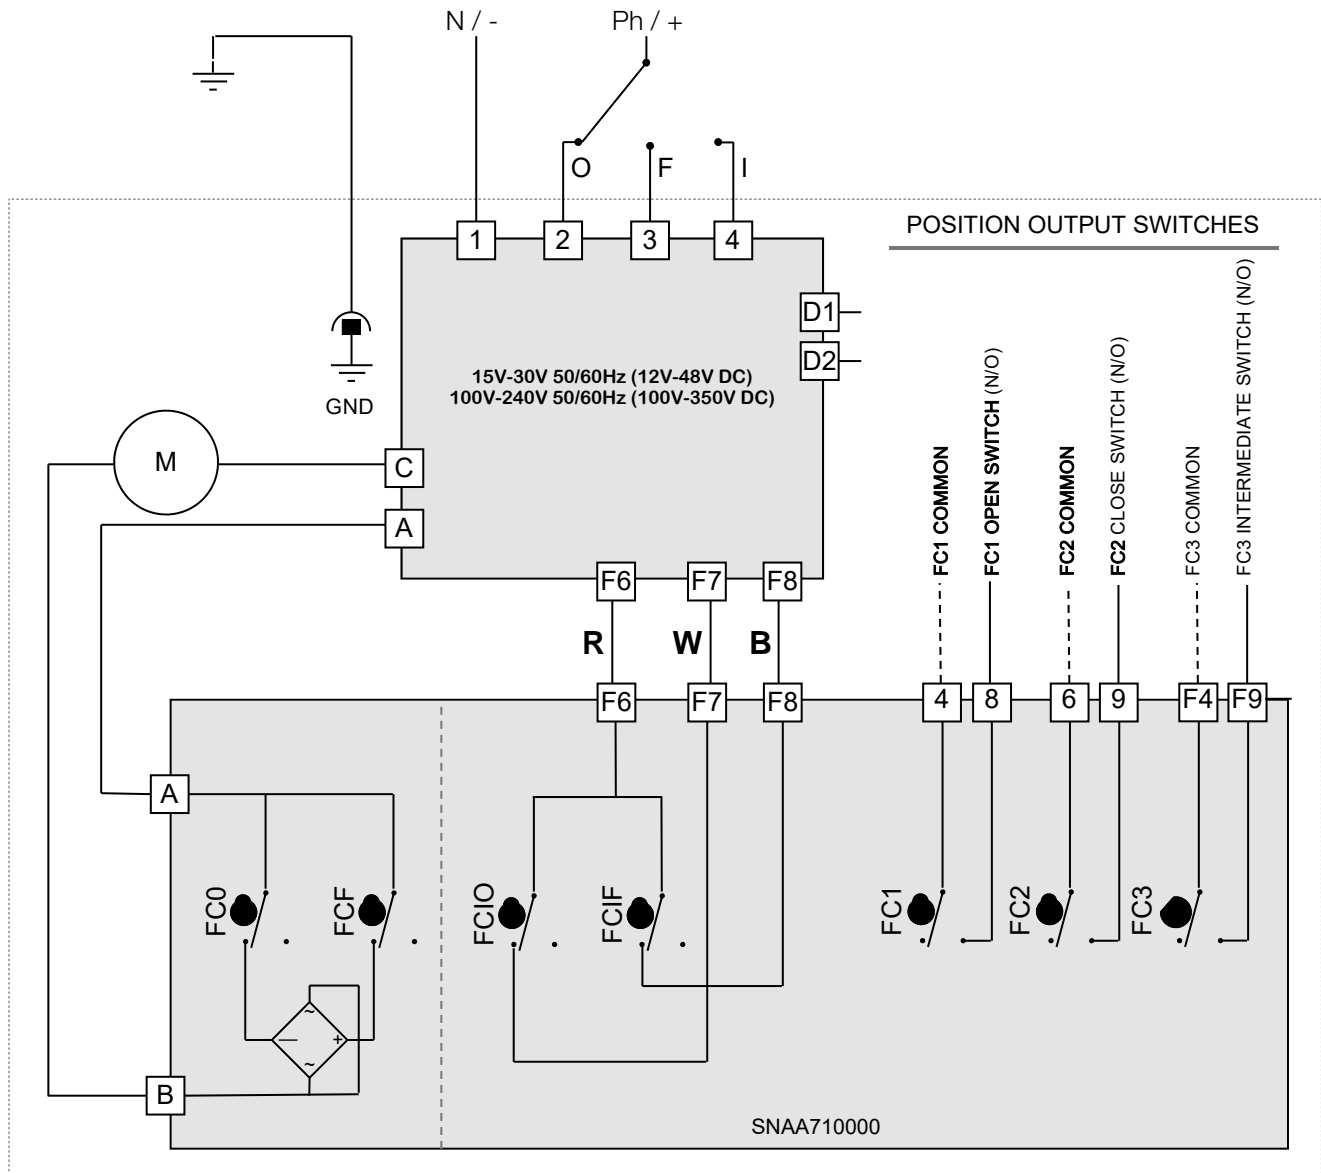 N / -
Ph / +
O
F
I
POSITION OUTPUT SWITCHES
1
2
3
4
D1
D2
15V-30V 50/60Hz (12V-48V DC)
100V-240V 50/60Hz (100V-350V DC)
GND
M
C
A
FC1 COMMON
FC1 OPEN SWITCH (N/O)
FC2 COMMON
FC2 CLOSE SWITCH (N/O)
FC3 COMMON
FC3 INTERMEDIATE SWITCH (N/O)
F6
F7
F8
R
W
B
F6
F7
F8
4
8
6
9
F4
F9
A
FC0
FCF
FCIO
FCIF
FC1
FC2
FC3
~
—
+
~
B
SNAA710000